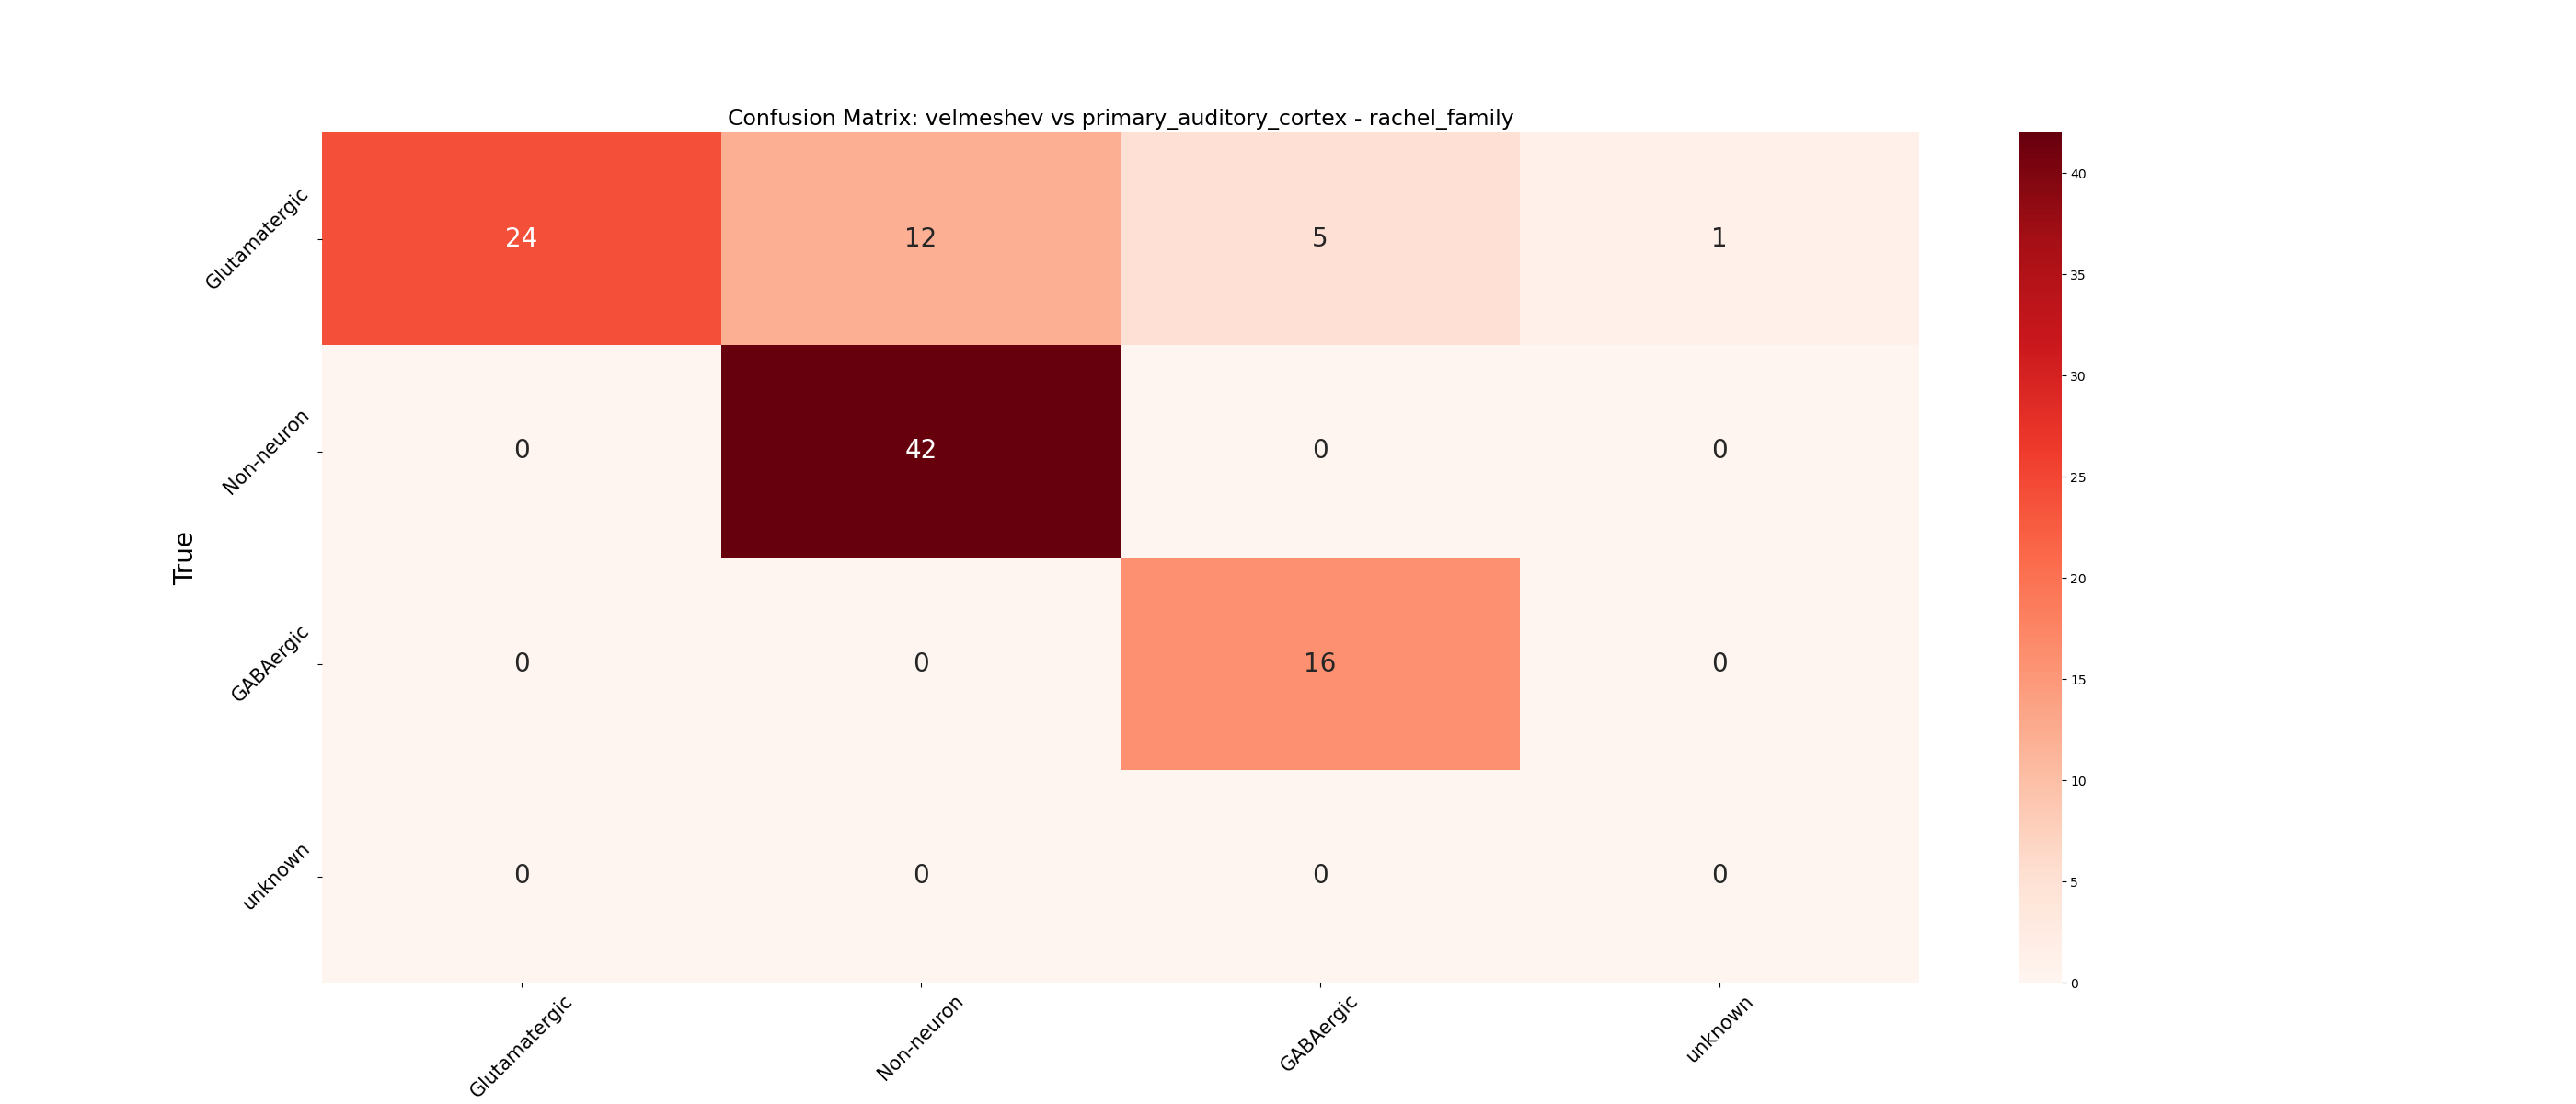 Confusion Matrix: velmeshev vs primary_auditory_cortex - rachel_family
Glutamatergic
24 12 5 1
Non-neuron
0 42 0 0
GABAergic
0 0 16 0
unknown
0 0 0 0
True
Glutamatergic Non-neuron GABAergic unknown
40
35
30
25
20
15
10
5
0